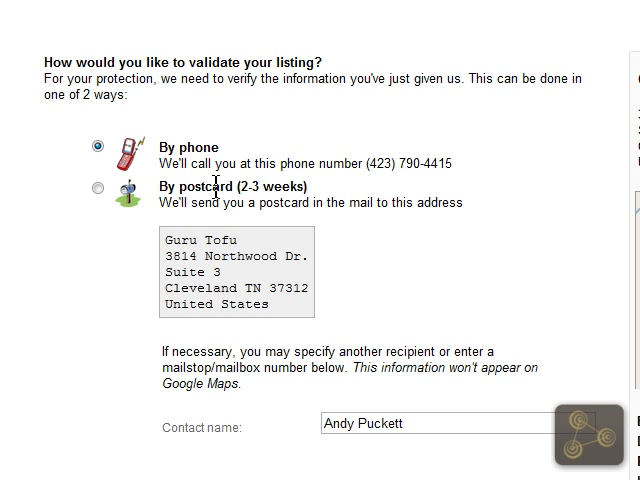 How would you like to validate your listing?
For your protection, we need to verify the information you've just given us. This can be done in
one of 2 ways:
By phone
We'll call you at this phone number (423) 790-4415
By postcard (2-3 weeks)
We'll send you a postcard in the mail to this address
Guru Tofu
3814 Northwood Dr.
Suite 3
Cleveland TN 37312
United States
If necessary, you may specify another recipient or enter a
mailstop/mailbox number below. This information won't appear on
Google Maps.
Contact name:
Andy Puckett